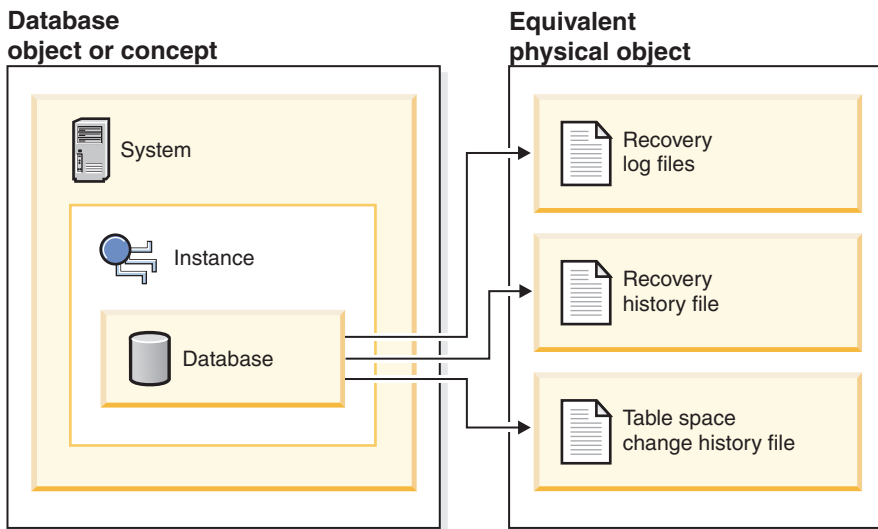 Database
object or concept
Equivalent
physical object
System
Instance
Database
Recovery
log files
Recovery
history file
Table space
change history file